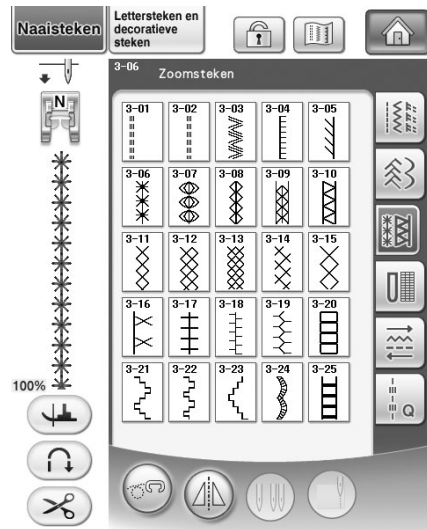 Naaisteken
Lettersteken en
decoratieve
steken
3-06
Zoomsteken
N
3-01 3-02 3-03 3-04 3-05
3-06 3-07 3-08 3-09 3-10
3-11 3-12 3-13 3-14 3-15
3-16 3-17 3-18 3-19 3-20
3-21 3-22 3-23 3-24 3-25
100%
Q